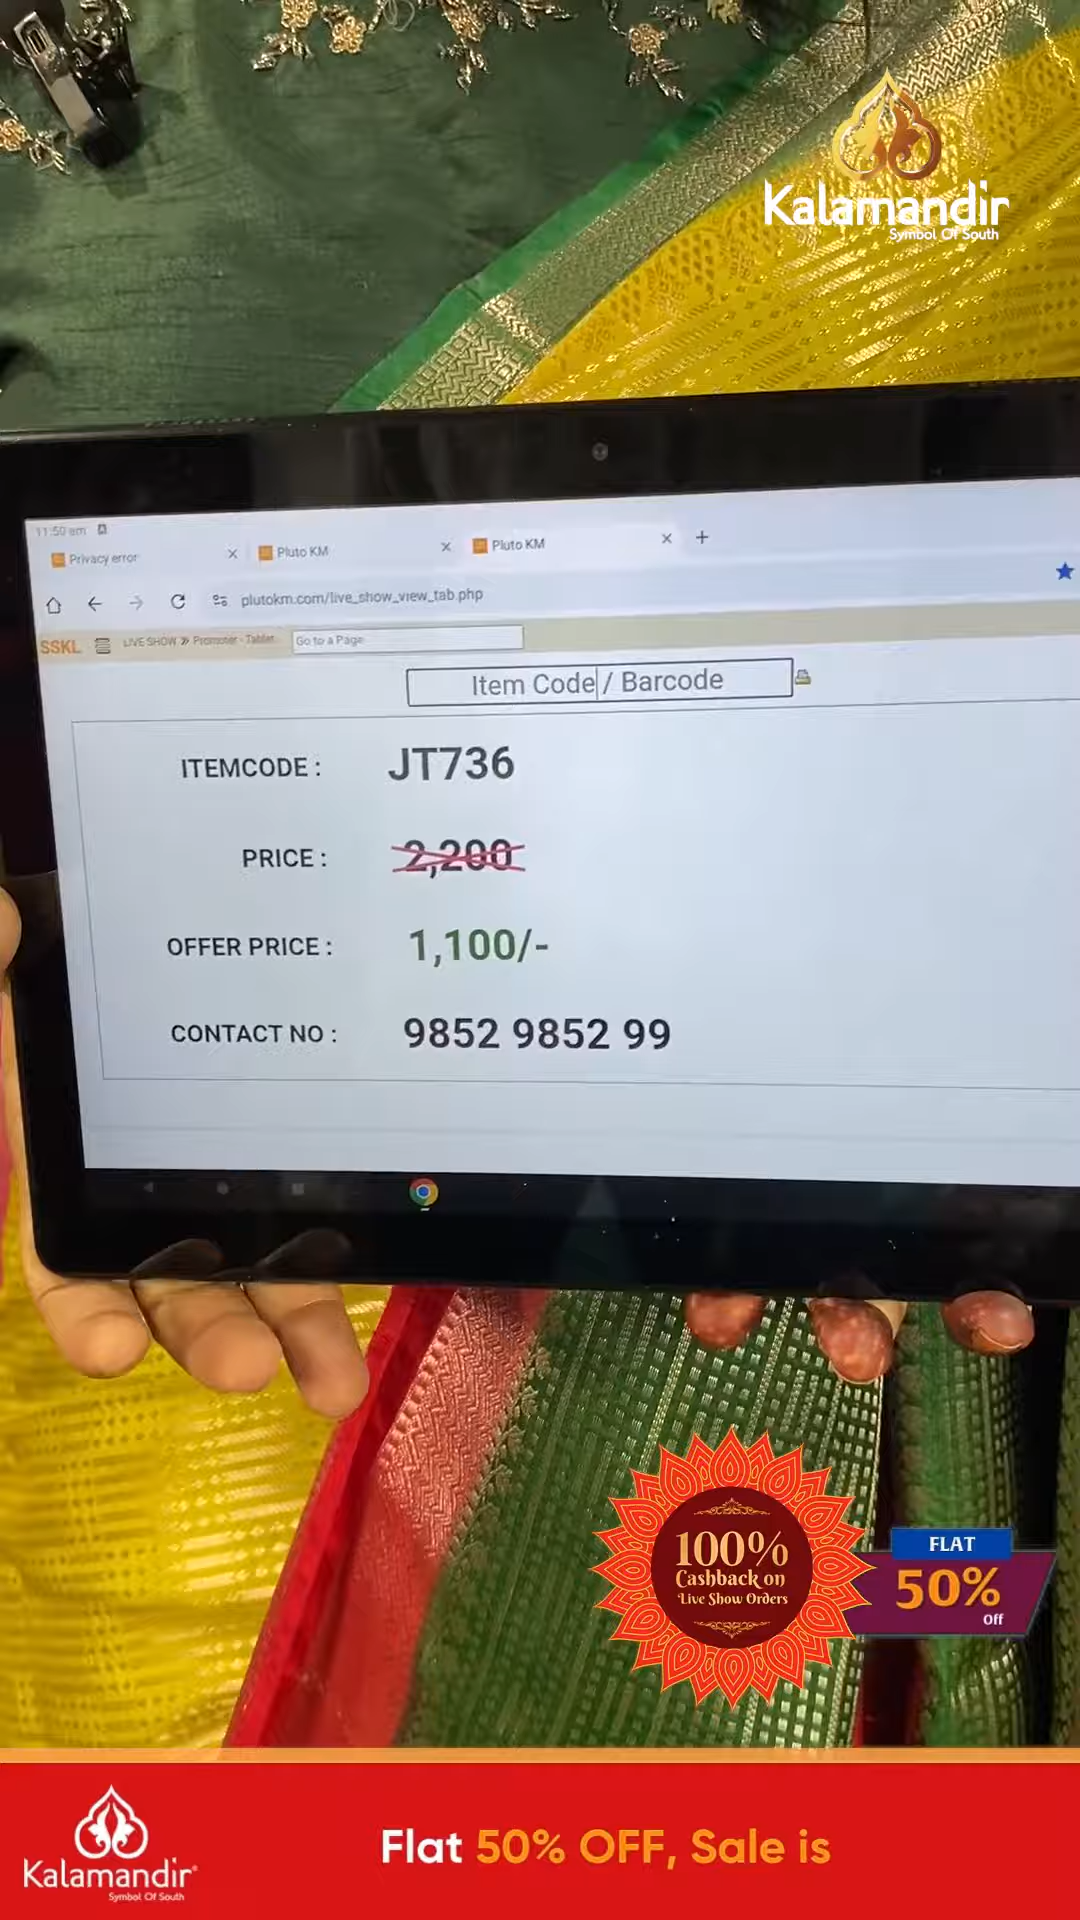 Kalamandir
Symbol Of South
11:50 am
Privacy error
Pluto KM
Pluto KM
plutokm.com/live_show_view_tab.php
SSKL
LIVE SHOW » Promoter - Tablet
Go to a Page
Item Code / Barcode
ITEMCODE : JT736
PRICE : 2,200
OFFER PRICE : 1,100/-
CONTACT NO : 9852 9852 99
100%
Cashback on
Live Show Orders
FLAT
50%
Off
Kalamandir
Symbol Of South
Flat 50% OFF, Sale is